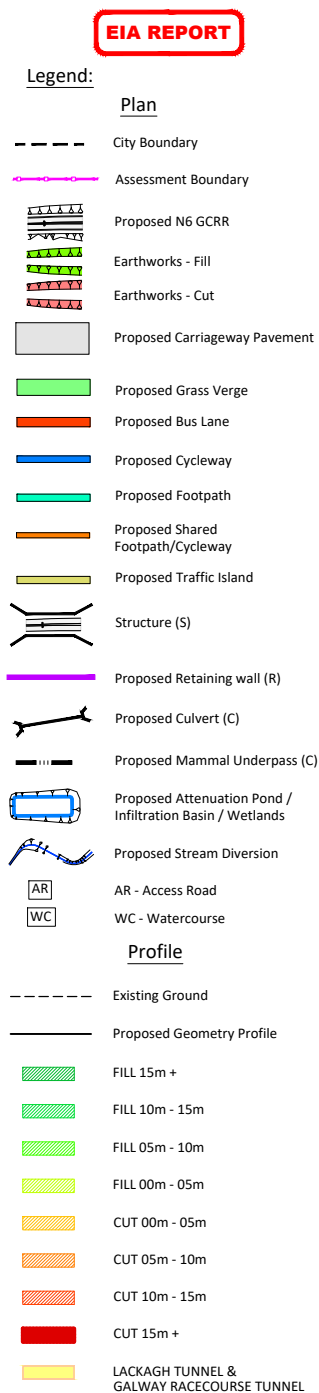 EIA REPORT
Legend:
Plan
City Boundary
Assessment Boundary
Proposed N6 GCRR
Earthworks - Fill
Earthworks - Cut
Proposed Carriageway Pavement
Proposed Grass Verge
Proposed Bus Lane
Proposed Cycleway
Proposed Footpath
Proposed Shared
Footpath/Cycleway
Proposed Traffic Island
Structure (S)
Proposed Retaining wall (R)
Proposed Culvert (C)
Proposed Mammal Underpass (C)
Proposed Attenuation Pond /
Infiltration Basin / Wetlands
Proposed Stream Diversion
AR AR - Access Road
WC WC - Watercourse
Profile
Existing Ground
Proposed Geometry Profile
FILL 15m +
FILL 10m - 15m
FILL 05m - 10m
FILL 00m - 05m
CUT 00m - 05m
CUT 05m - 10m
CUT 10m - 15m
CUT 15m +
LACKAGH TUNNEL &
GALWAY RACECOURSE TUNNEL